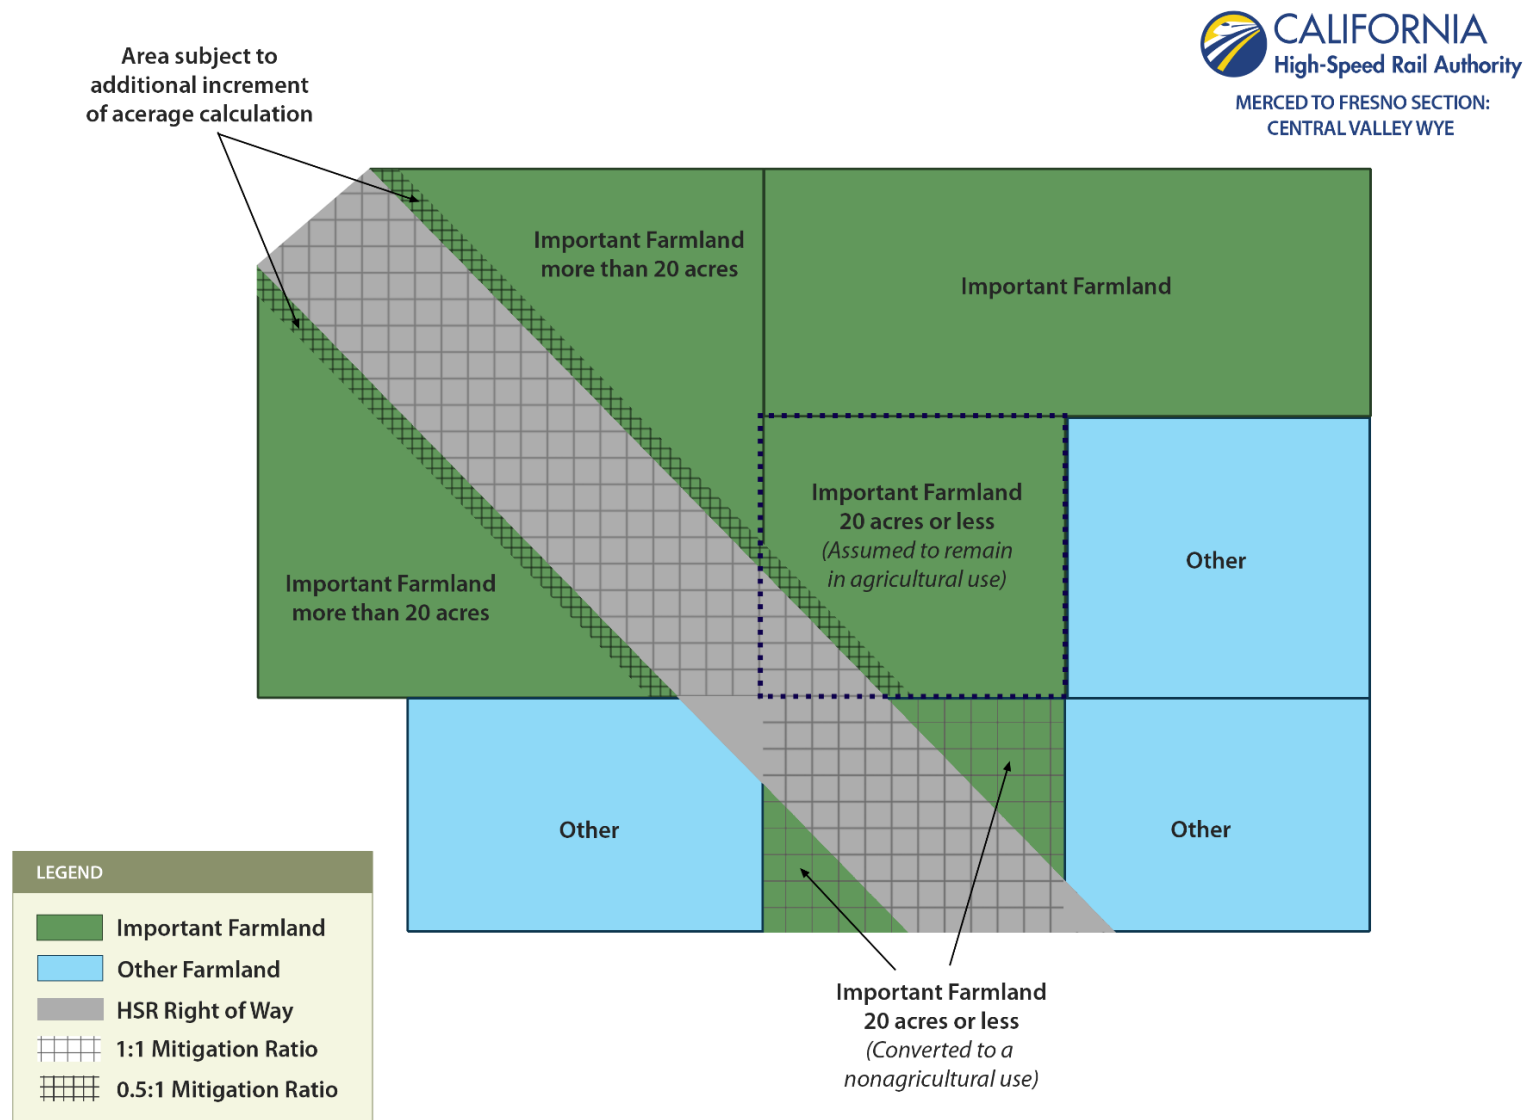 CALIFORNIA
High-Speed Rail Authority
MERCED TO FRESNO SECTION:
CENTRAL VALLEY WYE
Area subject to
additional increment
of acerage calculation
Important Farmland
more than 20 acres
Important Farmland
Important Farmland
20 acres or less
(Assumed to remain
in agricultural use)
Other
Important Farmland
more than 20 acres
Other
Other
Important Farmland
20 acres or less
(Converted to a
nonagricultural use)
LEGEND
Important Farmland
Other Farmland
HSR Right of Way
1:1 Mitigation Ratio
0.5:1 Mitigation Ratio